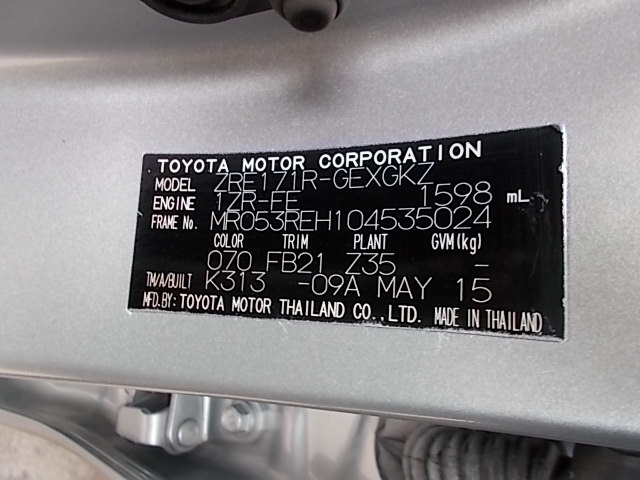 TOYOTA MOTOR CORPORATION
MODEL ZRE171R-GEXGKZ
ENGINE 1ZR-FE 1598 mL
FRAME No. MR053REH104535024
COLOR TRIM PLANT GVM(kg)
070 FB21 Z35 -
TM/A/BUILT K313 -09A MAY 15
MFD.BY: TOYOTA MOTOR THAILAND CO.,LTD. MADE IN THAILAND